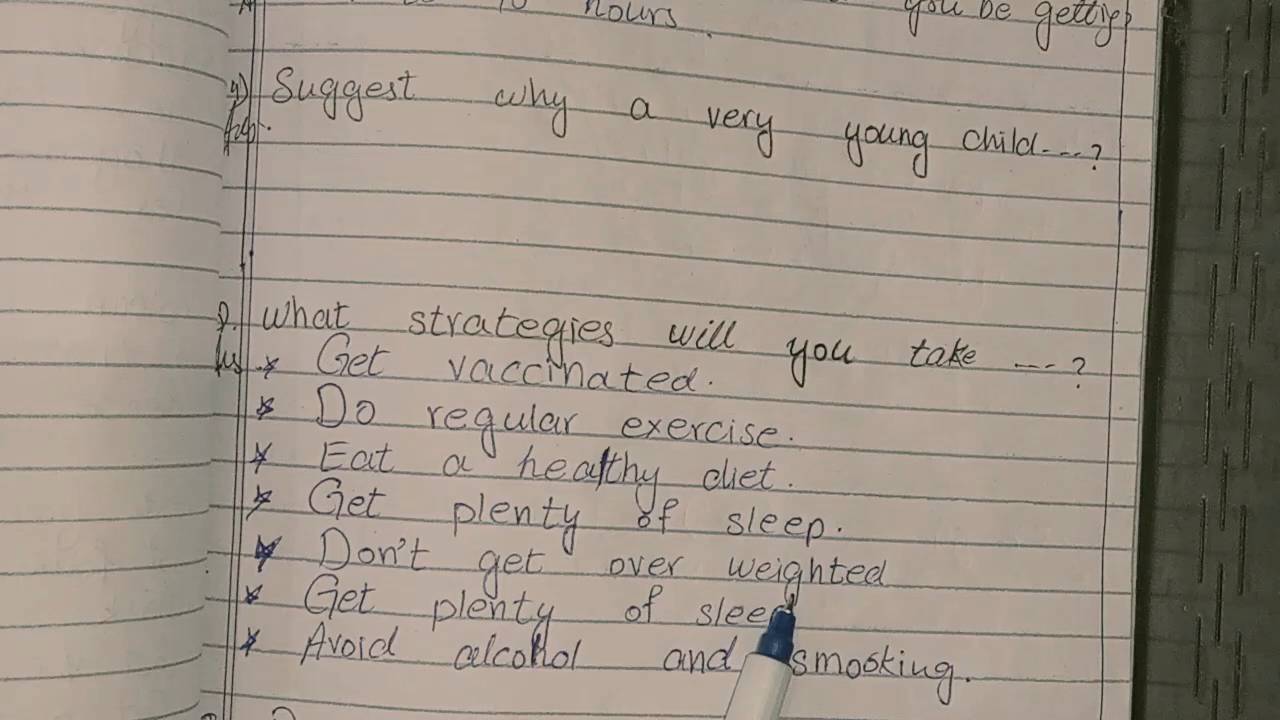 hours. you be getting
Suggest why a very young child---?
What strategies will you take ---?
* Get vaccinated.
* Do regular exercise.
* Eat a healthy diet.
* Get plenty of sleep.
* Don't get over weighted
* Get plenty of sleep
* Avoid alcohol and smooking.